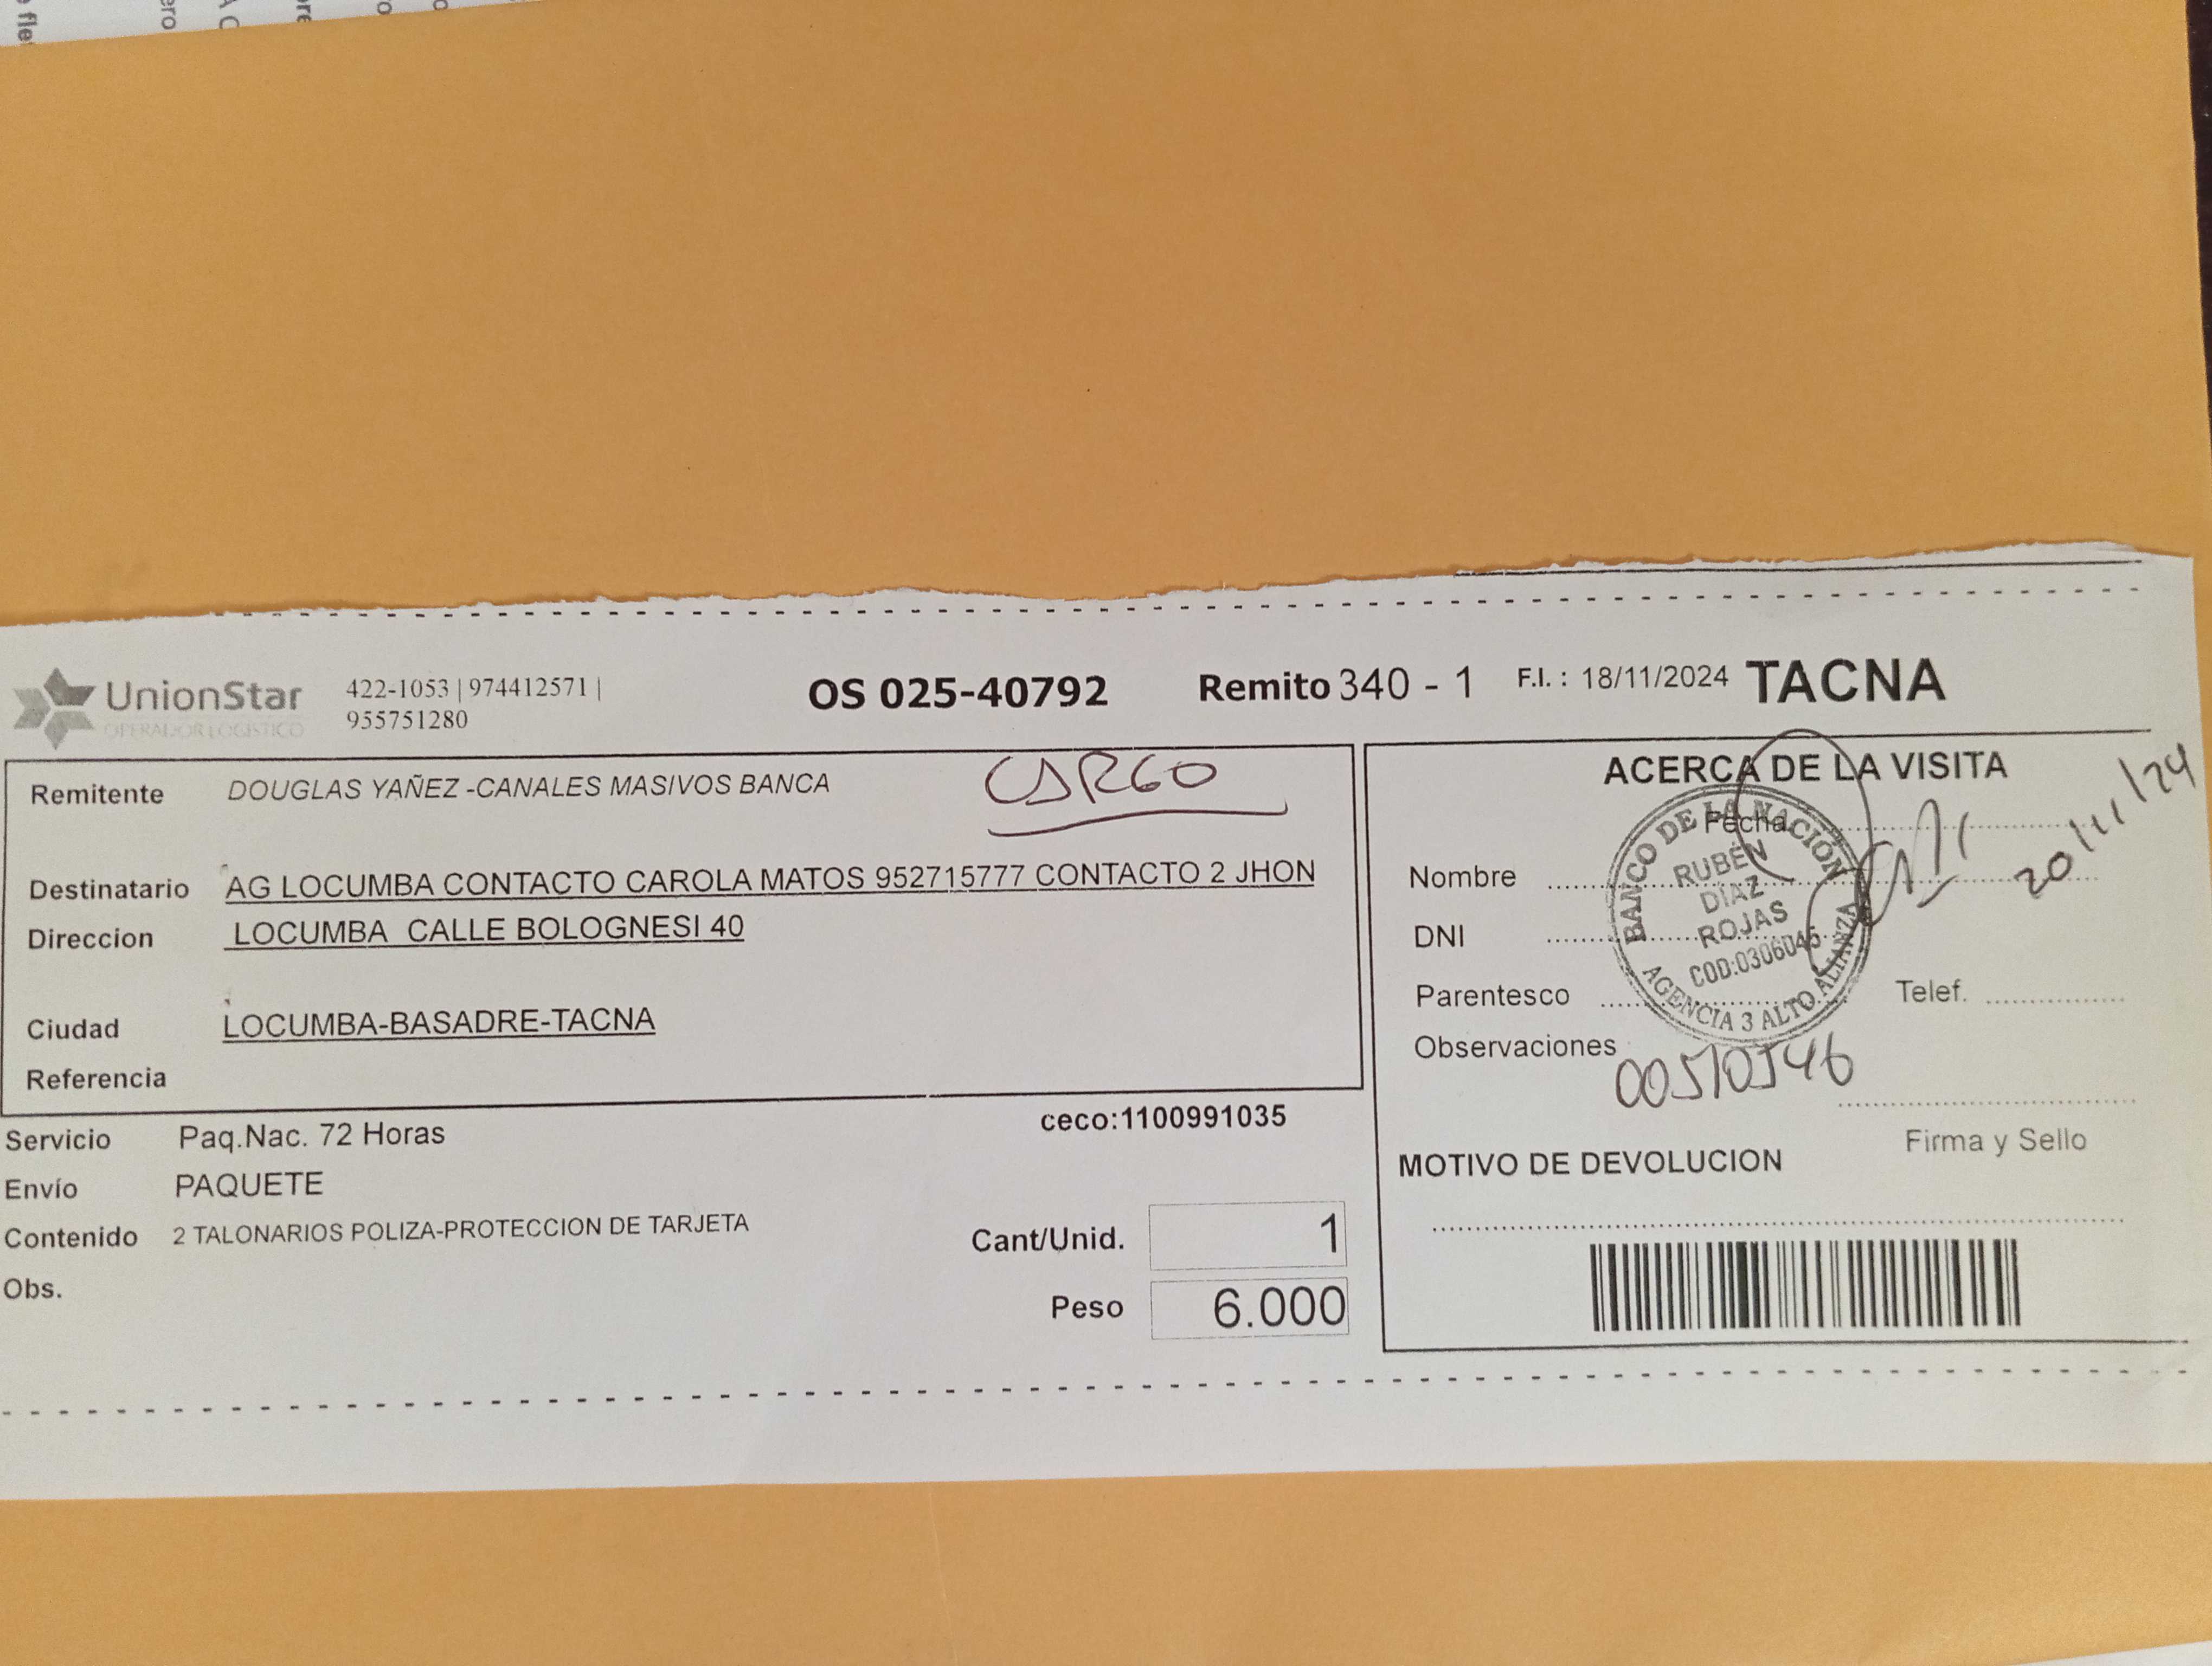 UnionStar
OPERADOR LOGISTICO
422-1053 | 974412571 |
955751280
OS 025-40792
Remito 340 - 1
F.I. : 18/11/2024
TACNA
Remitente DOUGLAS YAÑEZ -CANALES MASIVOS BANCA
CARGO
Destinatario AG LOCUMBA CONTACTO CAROLA MATOS 952715777 CONTACTO 2 JHON
Direccion LOCUMBA CALLE BOLOGNESI 40
Ciudad LOCUMBA-BASADRE-TACNA
Referencia
ceco:1100991035
Servicio Paq.Nac. 72 Horas
Envío PAQUETE
Contenido 2 TALONARIOS POLIZA-PROTECCION DE TARJETA
Obs.
Cant/Unid. 1
Peso 6.000
ACERCA DE LA VISITA
Fecha
20/11/24
Nombre
DNI
Parentesco
Telef.
Observaciones
00510546
BANCO DE LA NACIÓN
RUBÉN
DÍAZ
ROJAS
COD:0306045
AGENCIA 3 ALTO ALIANZA
Firma y Sello
MOTIVO DE DEVOLUCION